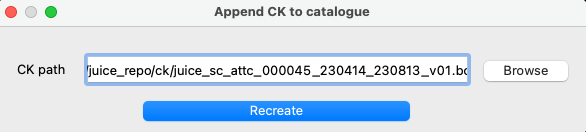 Append CK to catalogue
CK path /juice_repo/ck/juice_sc_attc_000045_230414_230813_v01.bc Browse
Recreate